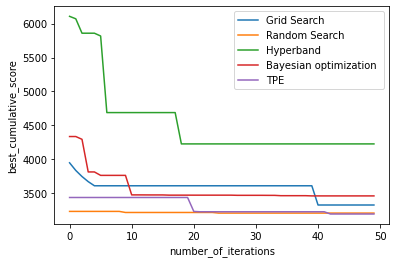 6000
5500
5000
4500
4000
3500
best_cumulative_score
Grid Search
Random Search
Hyperband
Bayesian optimization
TPE
0
10
20
30
40
50
number_of_iterations